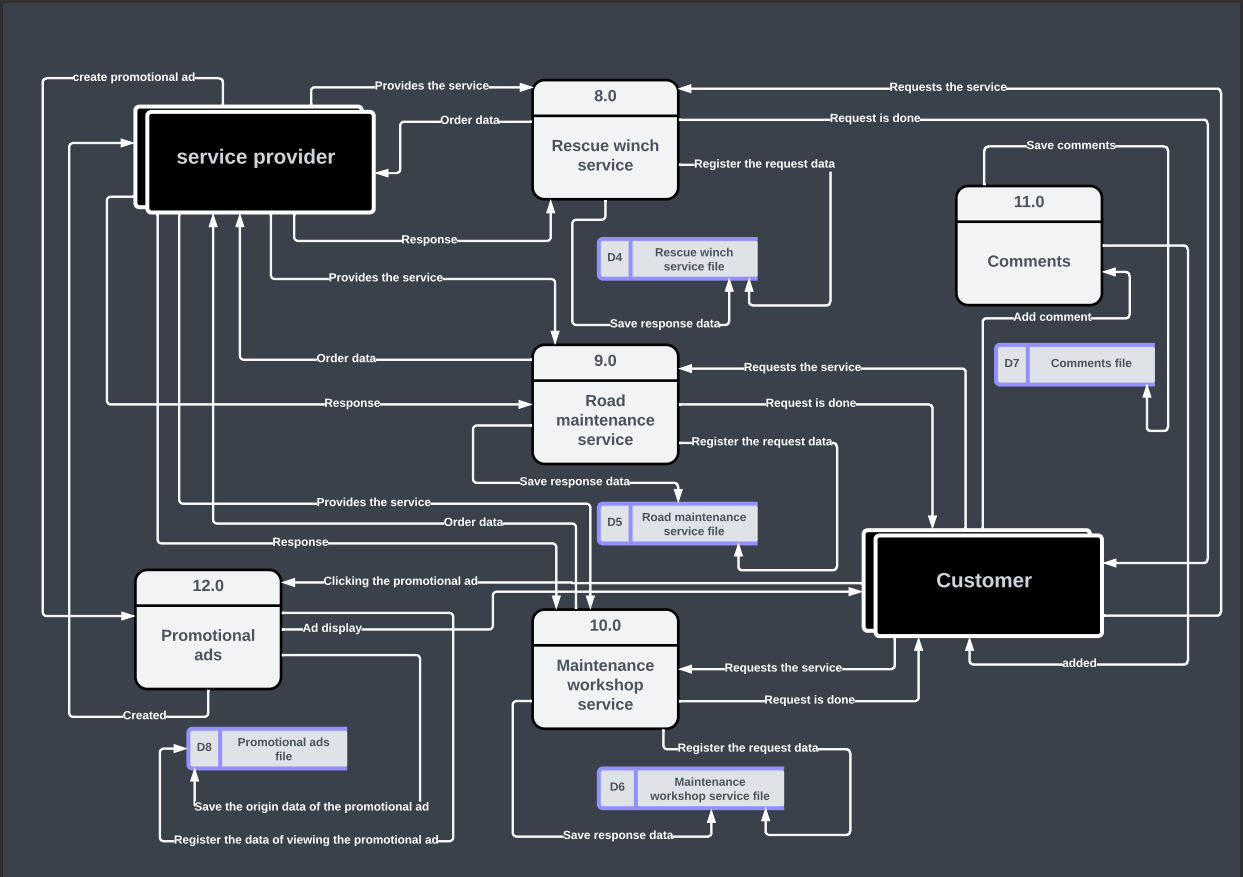 create promotional ad
Provides the service
8.0
Requests the service
Order data
Request is done
service provider
Rescue winch
service
Register the request data
Save comments
11.0
Comments
Response
D4
Rescue winch
service file
Provides the service
Save response data
Add comment
Order data
9.0
Requests the service
D7
Comments file
Response
Road
maintenance
service
Request is done
Register the request data
Save response data
Provides the service
Order data
D5
Road maintenance
service file
Response
Clicking the promotional ad
Customer
12.0
Promotional
ads
Ad display
10.0
Maintenance
workshop
service
Requests the service
added
Request is done
Created
Register the request data
D8
Promotional ads
file
D6
Maintenance
workshop service file
Save the origin data of the promotional ad
Save response data
Register the data of viewing the promotional ad